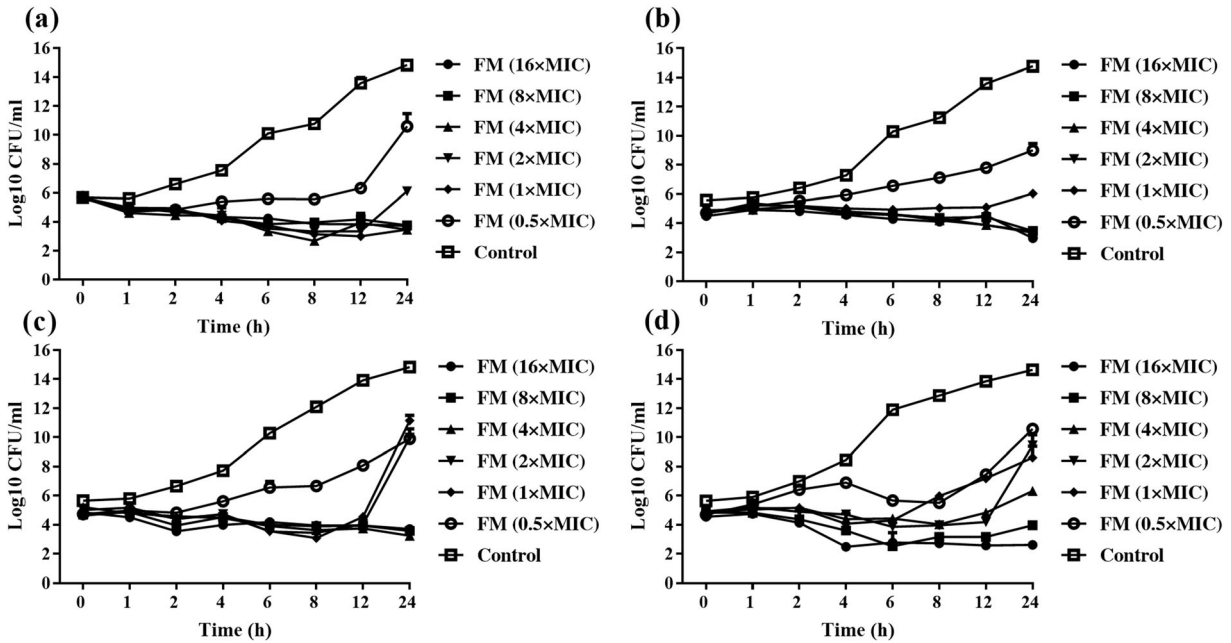 (a)
Log10 CFU/ml
16
14
12
10
8
6
4
2
0
0 1 2 4 6 8 12 24
Time (h)
FM (16×MIC)
FM (8×MIC)
FM (4×MIC)
FM (2×MIC)
FM (1×MIC)
FM (0.5×MIC)
Control
(b)
Log10 CFU/ml
16
14
12
10
8
6
4
2
0
0 1 2 4 6 8 12 24
Time (h)
FM (16×MIC)
FM (8×MIC)
FM (4×MIC)
FM (2×MIC)
FM (1×MIC)
FM (0.5×MIC)
Control
(c)
Log10 CFU/ml
16
14
12
10
8
6
4
2
0
0 1 2 4 6 8 12 24
Time (h)
FM (16×MIC)
FM (8×MIC)
FM (4×MIC)
FM (2×MIC)
FM (1×MIC)
FM (0.5×MIC)
Control
(d)
Log10 CFU/ml
16
14
12
10
8
6
4
2
0
0 1 2 4 6 8 12 24
Time (h)
FM (16×MIC)
FM (8×MIC)
FM (4×MIC)
FM (2×MIC)
FM (1×MIC)
FM (0.5×MIC)
Control